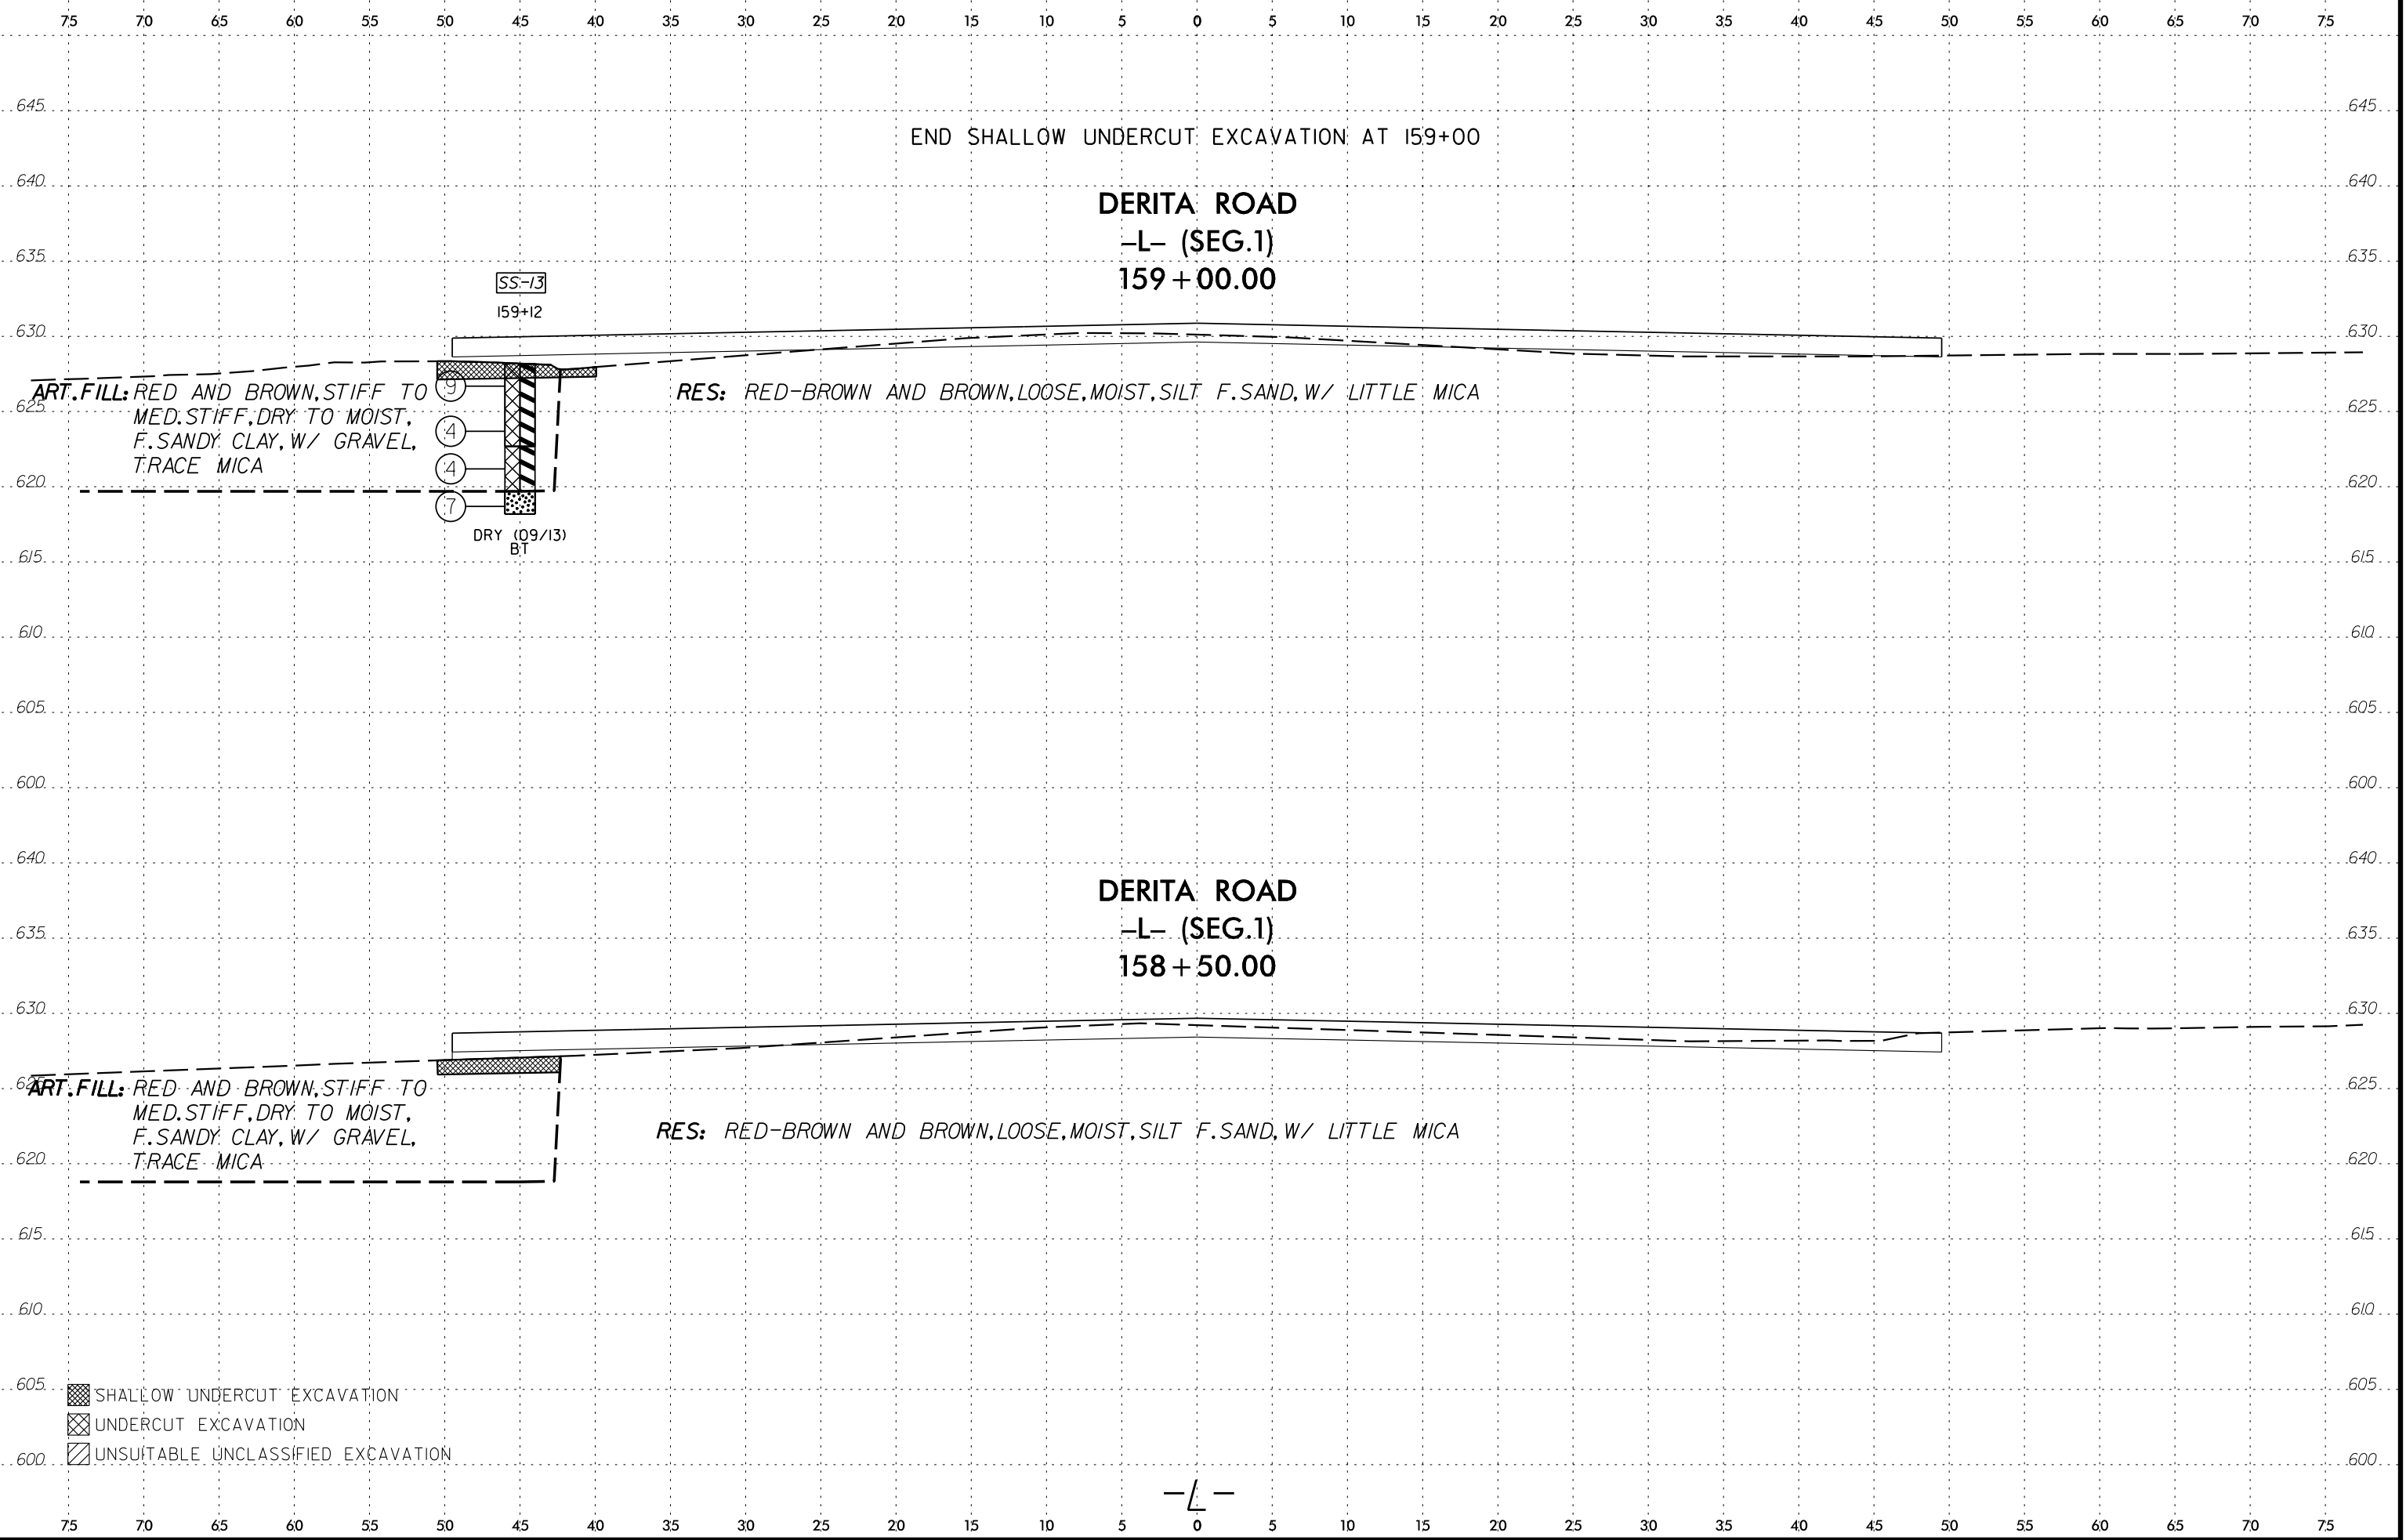 75 70 65 60 55 50 45 40 35 30 25 20 15 10 5 0 5 10 15 20 25 30 35 40 45 50 55 60 65 70 75
645 645
END SHALLOW UNDERCUT EXCAVATION AT 159+00
640 640
DERITA ROAD
-L- (SEG.1)
635 635
159+00.00
SS-13
159+12
630 630
ART.FILL: RED AND BROWN, STIFF TO
MED. STIFF, DRY TO MOIST,
F.SANDY CLAY, W/ GRAVEL,
TRACE MICA
9
RES: RED-BROWN AND BROWN, LOOSE, MOIST, SILT F.SAND, W/ LITTLE MICA
625 625
4
4
620 620
7
DRY (09/13)
BT
615 615
610 610
605 605
600 600
640 640
DERITA ROAD
-L- (SEG.1)
635 635
158+50.00
630 630
625 625
ART.FILL: RED AND BROWN, STIFF TO
MED. STIFF, DRY TO MOIST,
F.SANDY CLAY, W/ GRAVEL,
TRACE MICA
RES: RED-BROWN AND BROWN, LOOSE, MOIST, SILT F.SAND, W/ LITTLE MICA
620 620
615 615
610 610
605 605
SHALLOW UNDERCUT EXCAVATION
UNDERCUT EXCAVATION
UNSUITABLE UNCLASSIFIED EXCAVATION
600 600
-L-
75 70 65 60 55 50 45 40 35 30 25 20 15 10 5 0 5 10 15 20 25 30 35 40 45 50 55 60 65 70 75